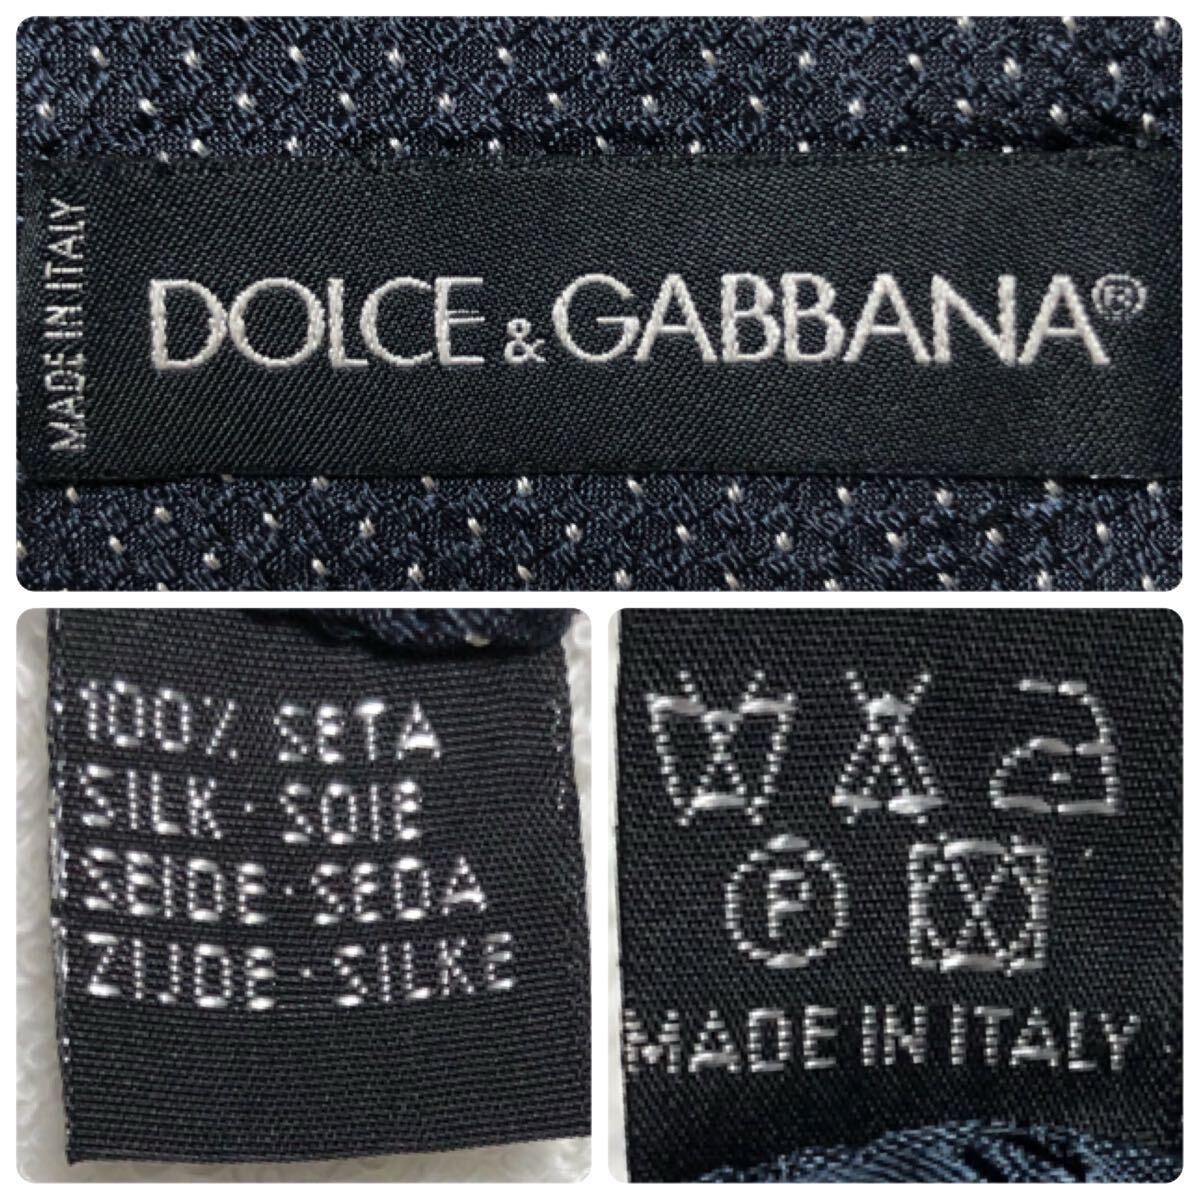 MADE IN ITALY
DOLCE & GABBANA®
100% SETA
SILK · SOIE
SEIDE · SEDA
ZIJDE · SILKE
P
MADE IN ITALY